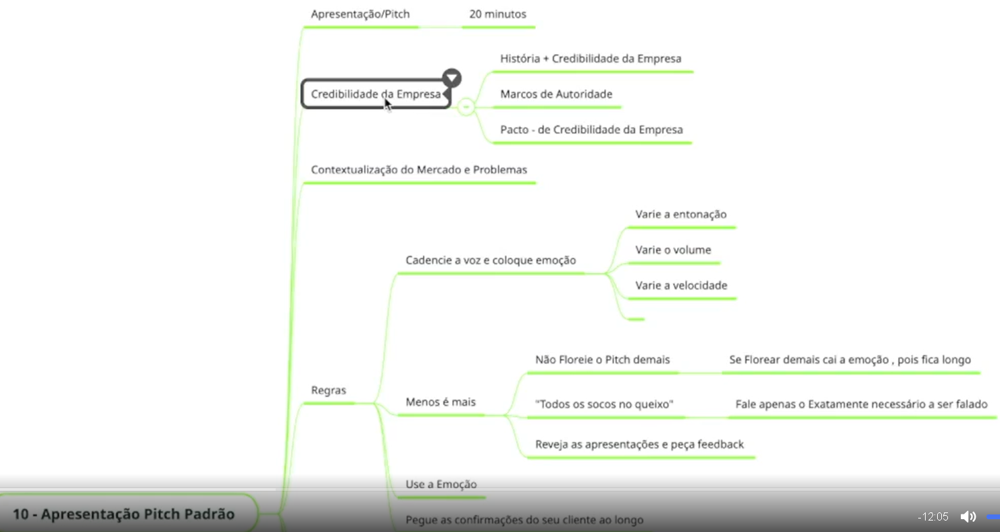 Apresentação/Pitch
20 minutos
Credibilidade da Empresa
História + Credibilidade da Empresa
Marcos de Autoridade
Pacto - de Credibilidade da Empresa
Contextualização do Mercado e Problemas
Regras
Cadencie a voz e coloque emoção
Varie a entonação
Varie o volume
Varie a velocidade
Menos é mais
Não Floreie o Pitch demais
Se Florear demais cai a emoção , pois fica longo
"Todos os socos no queixo"
Fale apenas o Exatamente necessário a ser falado
Reveja as apresentações e peça feedback
Use a Emoção
Pegue as confirmações do seu cliente ao longo
10 - Apresentação Pitch Padrão
-12:05